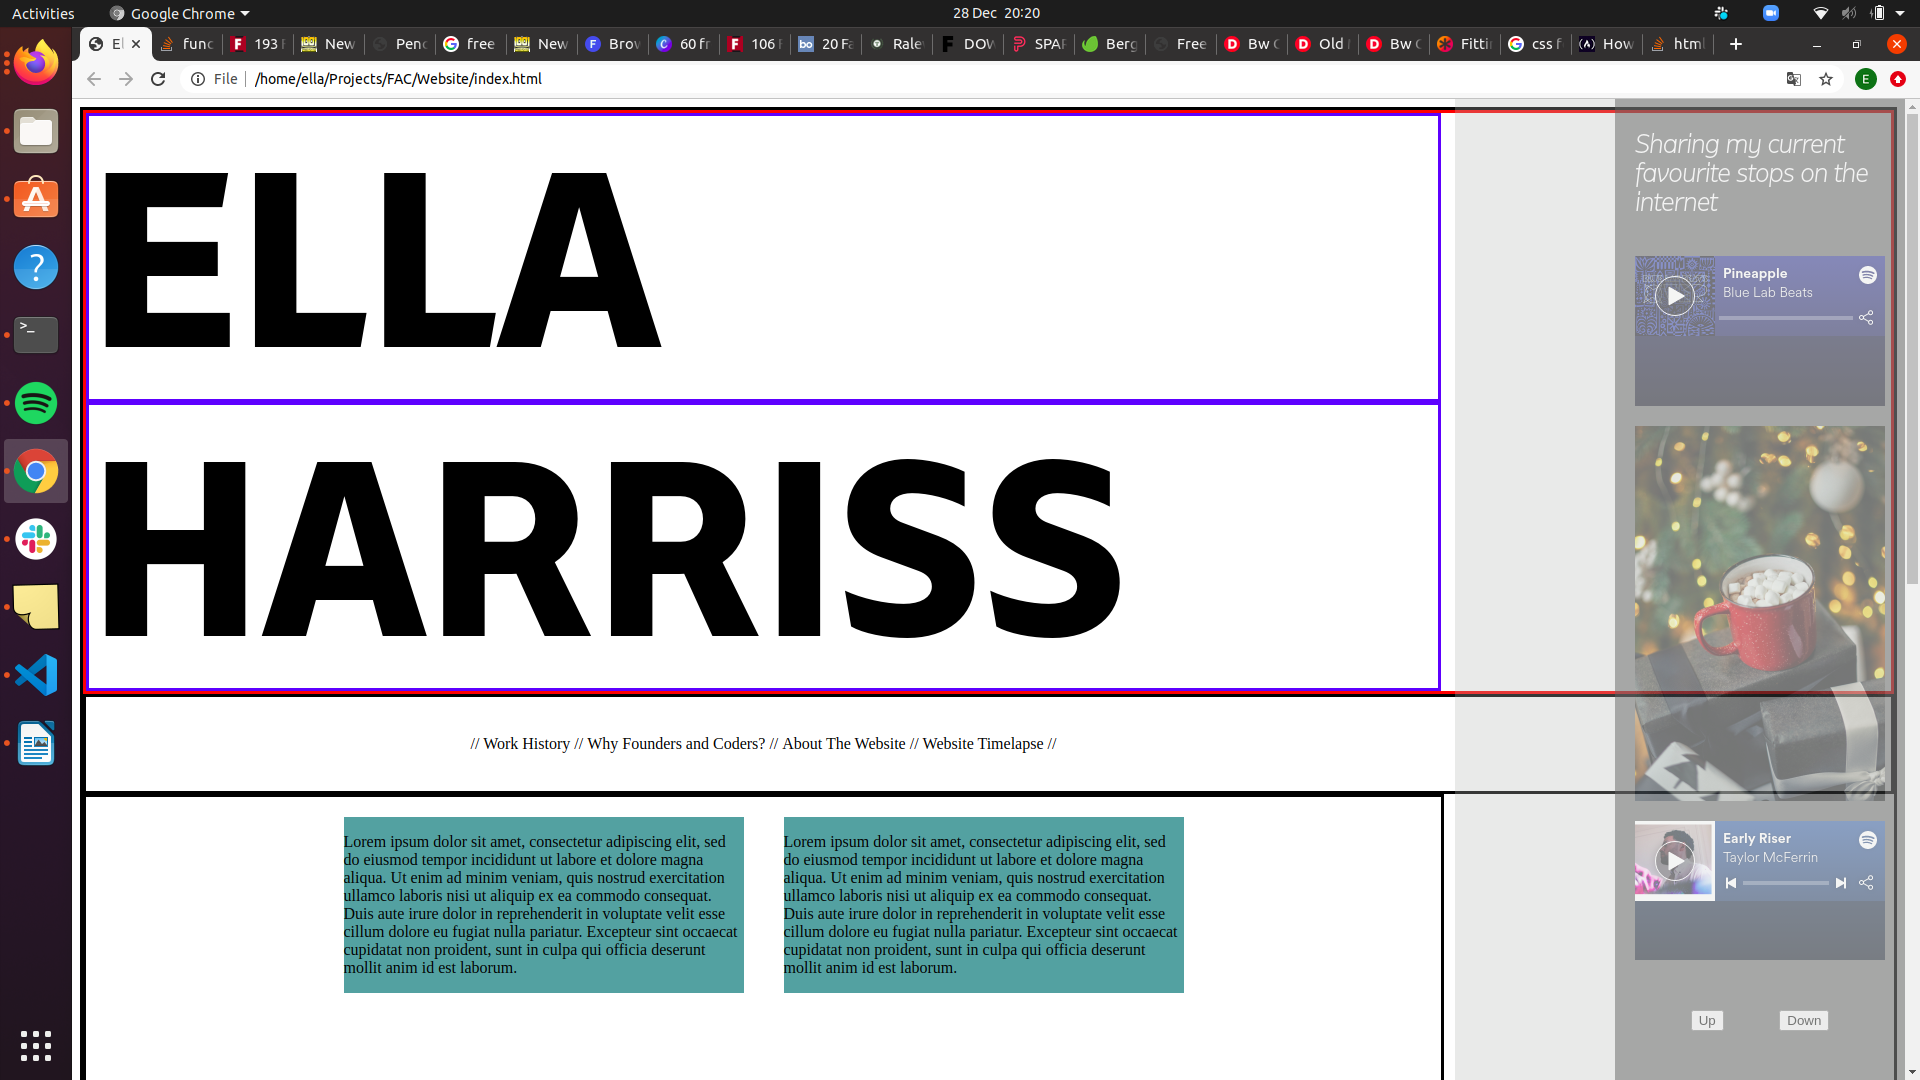 Activities
Google Chrome
28 Dec 20:20
El
func
193 F
New
Penc
free
New
Brov
60 fr
106 F
20 Fa
Rale
DOW
SPAR
Berg
Free
Bw G
Old
Bw G
Fittin
css f
How
html
File
/home/ella/Projects/FAC/Website/index.html
E
ELLA
HARRISS
// Work History // Why Founders and Coders? // About The Website // Website Timelapse //
Lorem ipsum dolor sit amet, consectetur adipiscing elit, sed
do eiusmod tempor incididunt ut labore et dolore magna
aliqua. Ut enim ad minim veniam, quis nostrud exercitation
ullamco laboris nisi ut aliquip ex ea commodo consequat.
Duis aute irure dolor in reprehenderit in voluptate velit esse
cillum dolore eu fugiat nulla pariatur. Excepteur sint occaecat
cupidatat non proident, sunt in culpa qui officia deserunt
mollit anim id est laborum.
Lorem ipsum dolor sit amet, consectetur adipiscing elit, sed
do eiusmod tempor incididunt ut labore et dolore magna
aliqua. Ut enim ad minim veniam, quis nostrud exercitation
ullamco laboris nisi ut aliquip ex ea commodo consequat.
Duis aute irure dolor in reprehenderit in voluptate velit esse
cillum dolore eu fugiat nulla pariatur. Excepteur sint occaecat
cupidatat non proident, sunt in culpa qui officia deserunt
mollit anim id est laborum.
Sharing my current
favourite stops on the
internet
Pineapple
Blue Lab Beats
Early Riser
Taylor McFerrin
Up
Down